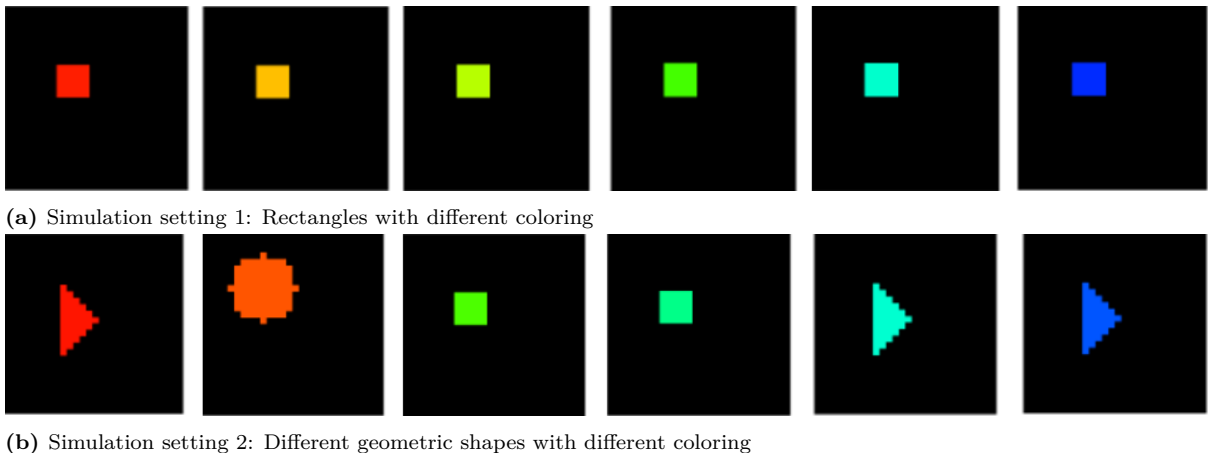 (a) Simulation setting 1: Rectangles with different coloring
(b) Simulation setting 2: Different geometric shapes with different coloring